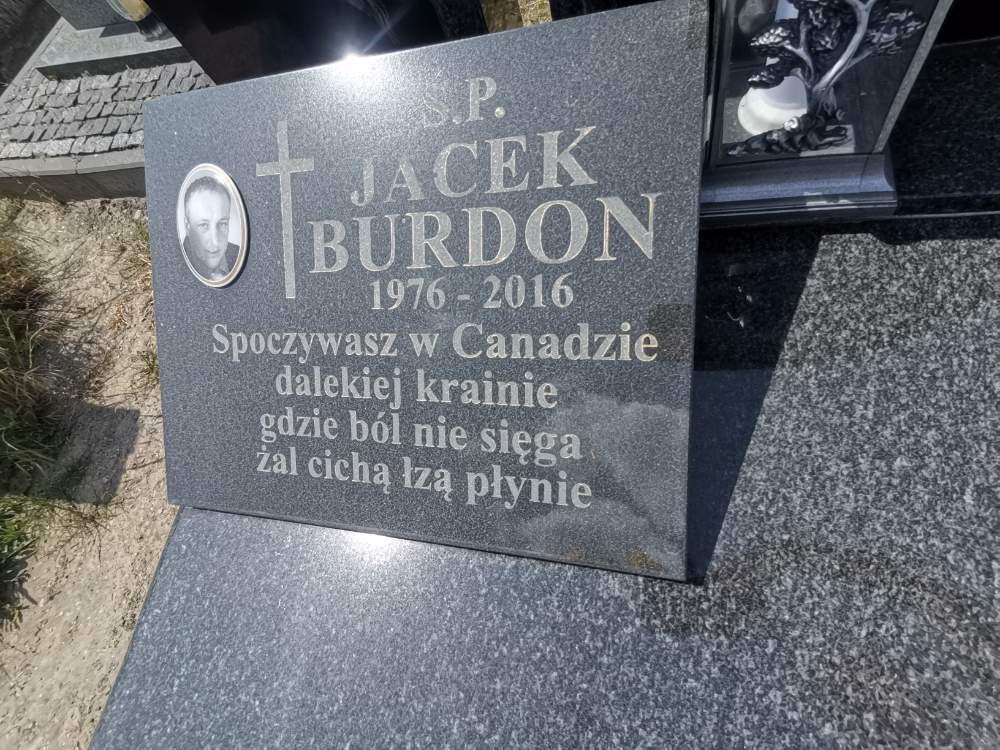 Ś.P.
JACEK
BURDON
1976 - 2016
Spoczywasz w Canadzie
dalekiej krainie
gdzie ból nie sięga
żal cichą łzą płynie